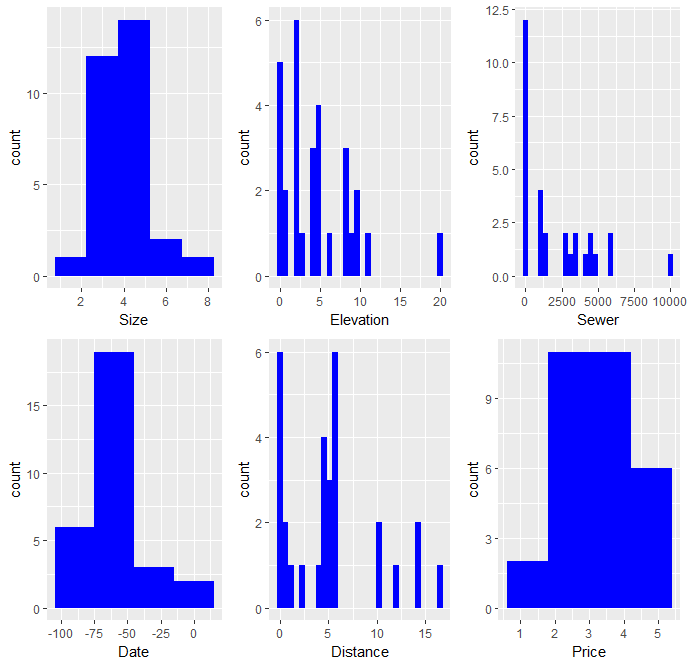 count
10
5
0
2 4 6 8
Size
count
6
4
2
0
0 5 10 15 20
Elevation
count
12.5
10.0
7.5
5.0
2.5
0.0
0 2500 5000 7500 10000
Sewer
count
15
10
5
0
-100 -75 -50 -25 0
Date
count
6
4
2
0
0 5 10 15
Distance
count
9
6
3
0
1 2 3 4 5
Price